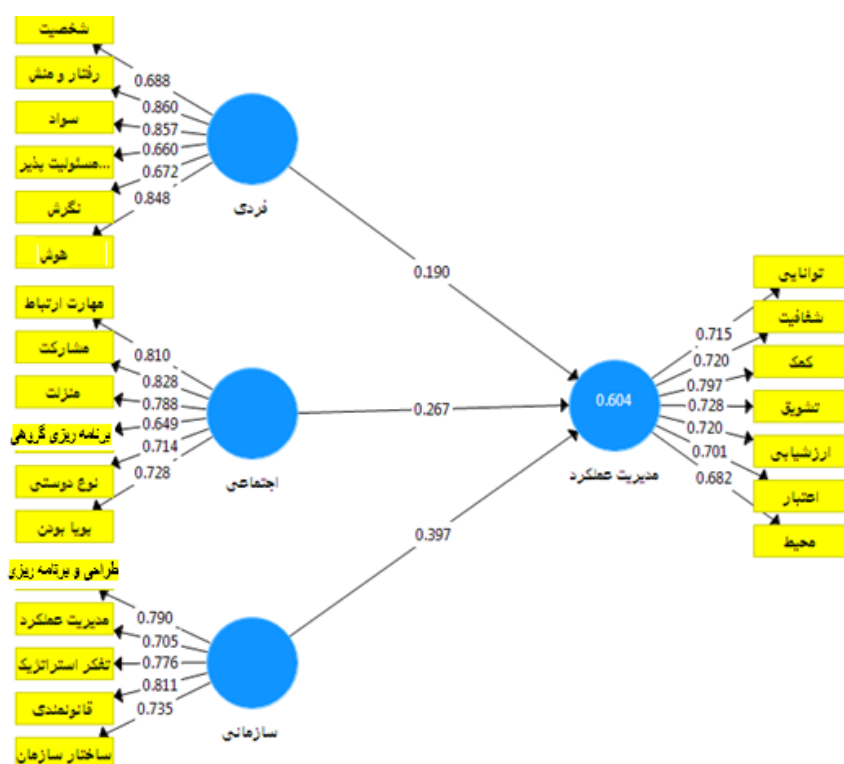 شخصیت
رفتار و منش
سواد
مسئولیت پذیر...
نگرش
هوش
0.688
0.860
0.857
0.660
0.672
0.848
فردی
0.190
مهارت ارتباط
مشارکت
منزلت
برنامه ریزی گروهی
نوع دوستی
پویا بودن
0.810
0.828
0.788
0.649
0.714
0.728
اجتماعی
0.267
طراحی و برنامه ریزی
مدیریت عملکرد
تفکر استراتژیک
قانونمندی
ساختار سازمان
0.790
0.705
0.776
0.811
0.735
سازمانی
0.397
0.604
مدیریت عملکرد
0.715
0.720
0.797
0.728
0.720
0.701
0.682
توانایی
شفافیت
کمک
تشویق
ارزشیابی
اعتبار
محیط